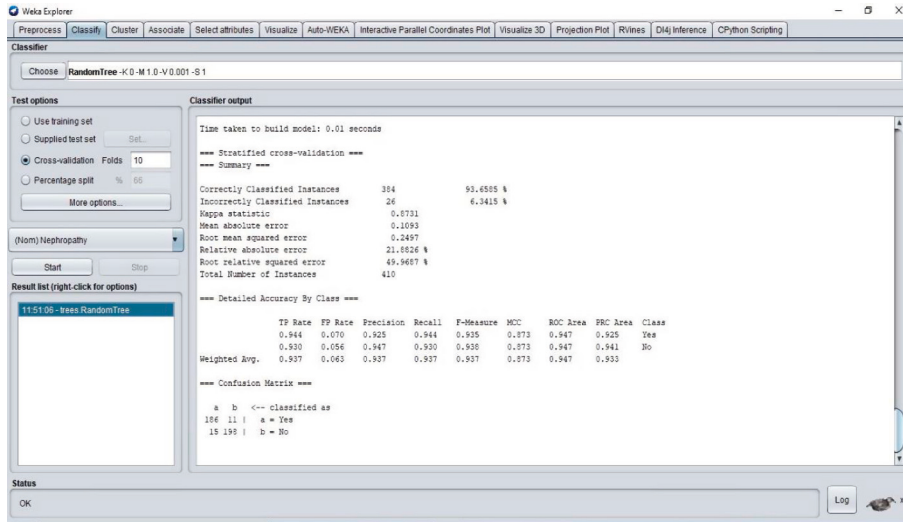 Weka Explorer
Preprocess Classify Cluster Associate Select attributes Visualize Auto-WEKA Interactive Parallel Coordinates Plot Visualize 3D Projection Plot RVines Dl4j Inference CPython Scripting
Classifier
Choose RandomTree -K 0 -M 1.0 -V 0.001 -S 1
Test options
Use training set
Supplied test set Set...
Cross-validation Folds 10
Percentage split % 66
More options...
(Nom) Nephropathy
Start Stop
Result list (right-click for options)
11:51:06 - trees.RandomTree
Classifier output
Time taken to build model: 0.01 seconds
=== Stratified cross-validation ===
=== Summary ===
Correctly Classified Instances 384 93.6585 %
Incorrectly Classified Instances 26 6.3415 %
Kappa statistic 0.8731
Mean absolute error 0.1093
Root mean squared error 0.2497
Relative absolute error 21.8826 %
Root relative squared error 49.9687 %
Total Number of Instances 410
=== Detailed Accuracy By Class ===
TP Rate FP Rate Precision Recall F-Measure MCC ROC Area PRC Area Class
0.944 0.070 0.925 0.944 0.935 0.873 0.947 0.925 Yes
0.930 0.056 0.947 0.930 0.938 0.873 0.947 0.941 No
Weighted Avg. 0.937 0.063 0.937 0.937 0.937 0.873 0.947 0.933
=== Confusion Matrix ===
a b <-- classified as
186 11 | a = Yes
15 198 | b = No
Status
OK
Log
x